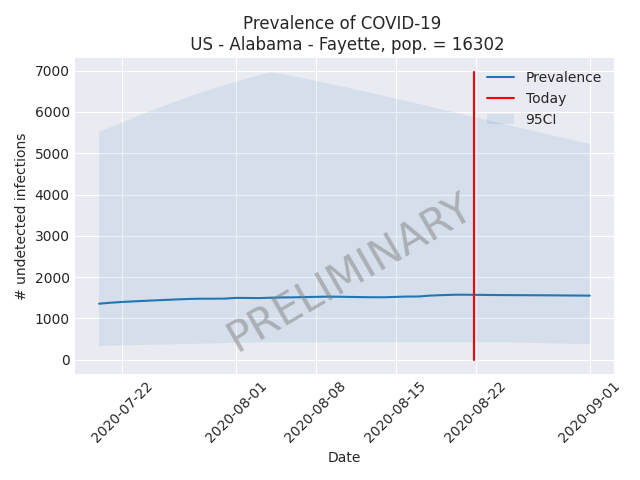 Prevalence of COVID-19
US - Alabama - Fayette, pop. = 16302
7000
6000
5000
4000
3000
2000
1000
0
# undetected infections
Prevalence
Today
95CI
PRELIMINARY
2020-07-22
2020-08-01
2020-08-08
2020-08-15
2020-08-22
2020-09-01
Date